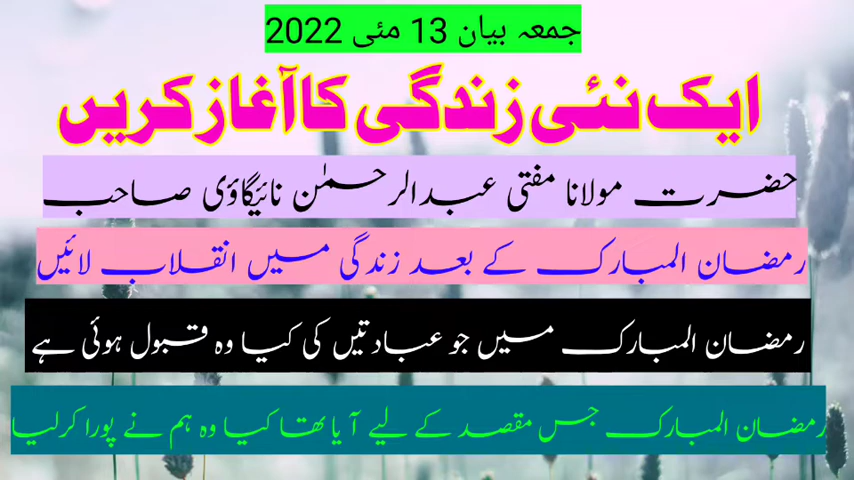 جمعہ بیان 13 مئی 2022
ایک نئی زندگی کا آغاز کریں
حضرت مولانا مفتی عبدالرحمٰن نائیگاؤی صاحب
رمضان المبارک کے بعد زندگی میں انقلاب لائیں
رمضان المبارک میں جو عبادتیں کی کیا وہ قبول ہوئی ہے
رمضان المبارک جس مقصد کے لیے آیا تھا کیا وہ ہم نے پورا کرلیا